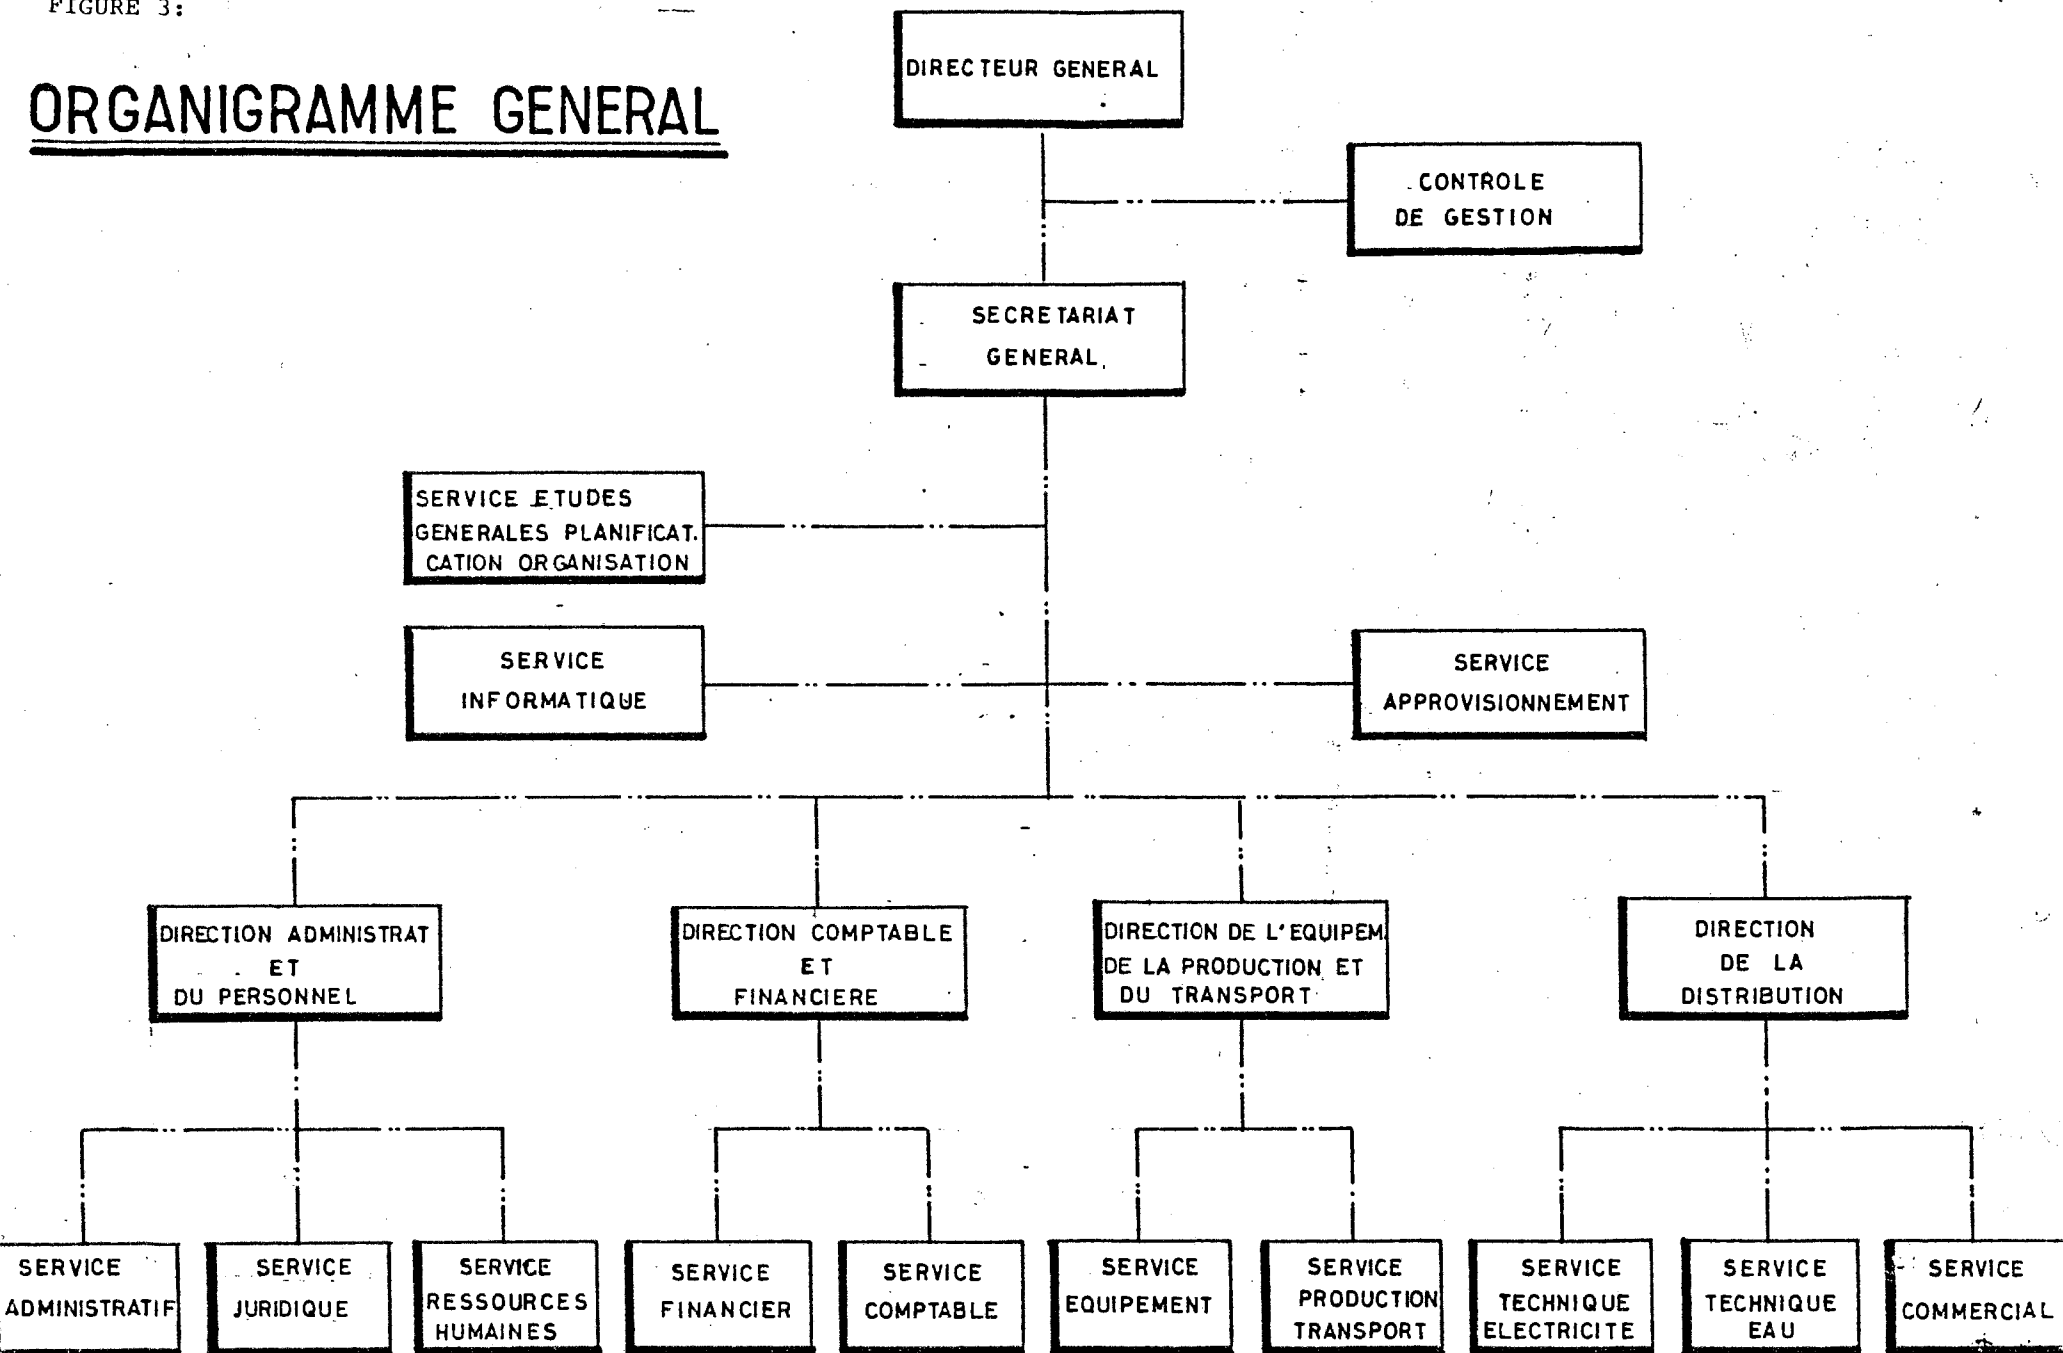 FIGURE 3:
ORGANIGRAMME GENERAL
DIRECTEUR GENERAL
CONTROLE
DE GESTION
SECRETARIAT
GENERAL
SERVICE ETUDES
GENERALES PLANIFICAT.
CATION ORGANISATION
SERVICE
INFORMATIQUE
SERVICE
APPROVISIONNEMENT
DIRECTION ADMINISTRAT
ET
DU PERSONNEL
DIRECTION COMPTABLE
ET
FINANCIERE
DIRECTION DE L'EQUIPEM.
DE LA PRODUCTION ET
DU TRANSPORT
DIRECTION
DE LA
DISTRIBUTION
SERVICE
ADMINISTRATIF
SERVICE
JURIDIQUE
SERVICE
RESSOURCES
HUMAINES
SERVICE
FINANCIER
SERVICE
COMPTABLE
SERVICE
EQUIPEMENT
SERVICE
PRODUCTION
TRANSPORT
SERVICE
TECHNIQUE
ELECTRICITE
SERVICE
TECHNIQUE
EAU
SERVICE
COMMERCIAL